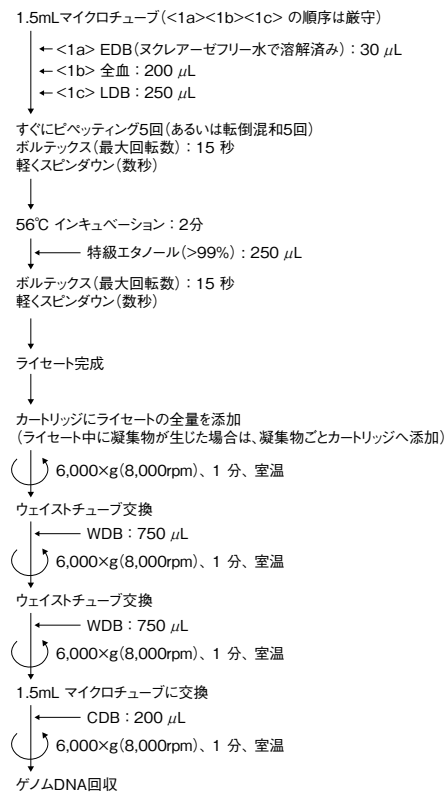 1.5mLマイクロチューブ(<1a><1b><1c> の順序は厳守)
<1a> EDB(ヌクレアーゼフリー水で溶解済み):30 μL
<1b> 全血:200 μL
<1c> LDB:250 μL
すぐにピペッティング5回(あるいは転倒混和5回)
ボルテックス(最大回転数):15 秒
軽くスピンダウン(数秒)
56℃ インキュベーション:2分
特級エタノール(>99%):250 μL
ボルテックス(最大回転数):15 秒
軽くスピンダウン(数秒)
ライセート完成
カートリッジにライセートの全量を添加
(ライセート中に凝集物が生じた場合は、凝集物ごとカートリッジへ添加)
6,000×g(8,000rpm)、1 分、室温
ウェイストチューブ交換
WDB:750 μL
6,000×g(8,000rpm)、1 分、室温
ウェイストチューブ交換
WDB:750 μL
6,000×g(8,000rpm)、1 分、室温
1.5mL マイクロチューブに交換
CDB:200 μL
6,000×g(8,000rpm)、1 分、室温
ゲノムDNA回収